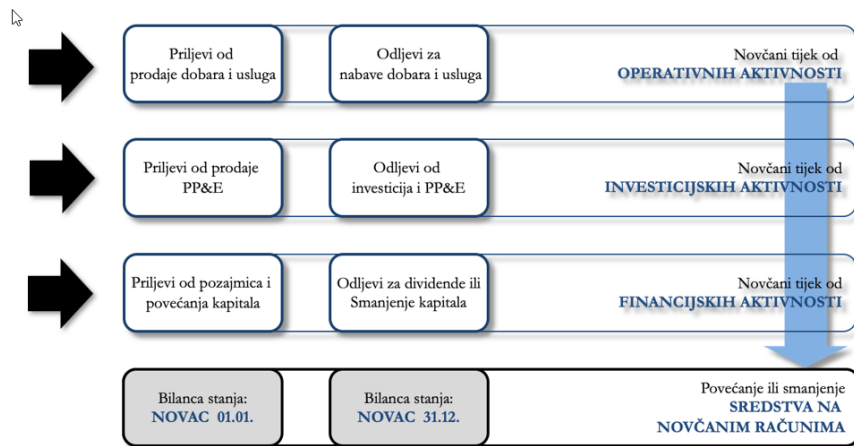 Priljevi od
prodaje dobara i usluga
Odljevi za
nabave dobara i usluga
Novčani tijek od
OPERATIVNIH AKTIVNOSTI
Priljevi od prodaje
PP&E
Odljevi od
investicija i PP&E
Novčani tijek od
INVESTICIJSKIH AKTIVNOSTI
Priljevi od pozajmica i
povećanja kapitala
Odljevi za dividende ili
Smanjenje kapitala
Novčani tijek od
FINANCIJSKIH AKTIVNOSTI
Bilanca stanja:
NOVAC 01.01.
Bilanca stanja:
NOVAC 31.12.
Povećanje ili smanjenje
SREDSTVA NA
NOVČANIM RAČUNIMA